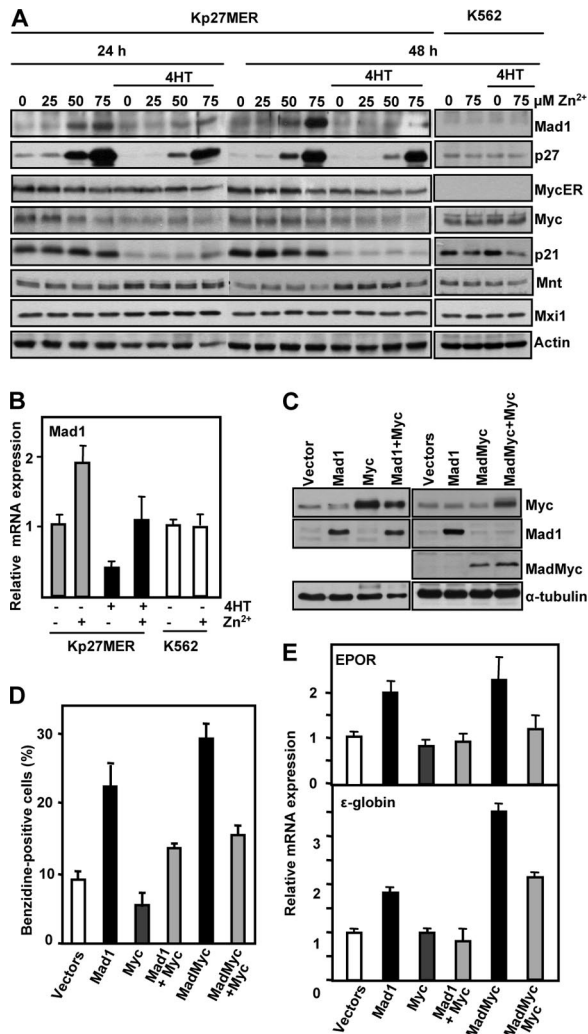 A
Kp27MER
K562
24 h
48 h
4HT
4HT
4HT
0 25 50 75 0 25 50 75 0 25 50 75 0 25 50 75 0 75 0 75 μM Zn2+
Mad1
p27
MycER
Myc
p21
Mnt
Mxi1
Actin
B
Mad1
Relative mRNA expression
2
1
0
- - + + - - 4HT
- + - + - + Zn2+
Kp27MER K562
C
Vector Mad1 Myc Mad1+Myc Vectors Mad1 MadMyc MadMyc+Myc
Myc
Mad1
MadMyc
α-tubulin
D
Benzidine-positive cells (%)
30
20
10
0
Vectors Mad1 Myc Mad1 +Myc MadMyc MadMyc +Myc
E
EPOR
Relative mRNA expression
2
1
0
ε-globin
3
2
1
0
Vectors Mad1 Myc Mad1 + Myc MadMyc MadMyc Myc